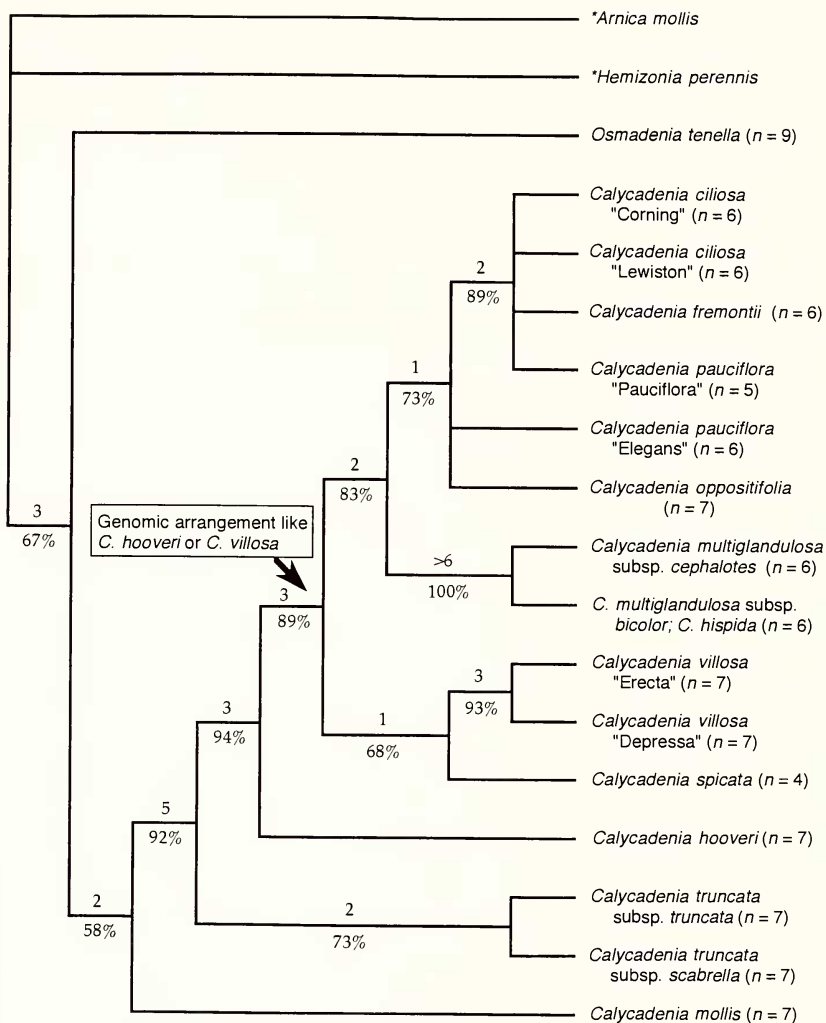 *Arnica mollis
*Hemizonia perennis
Osmadenia tenella (n = 9)
Calycadenia ciliosa
"Corning" (n = 6)
Calycadenia ciliosa
"Lewiston" (n = 6)
2
89%
Calycadenia fremontii (n = 6)
1
73%
Calycadenia pauciflora
"Pauciflora" (n = 5)
Calycadenia pauciflora
"Elegans" (n = 6)
2
83%
Calycadenia oppositifolia
(n = 7)
3
67%
Genomic arrangement like
C. hooveri or C. villosa
>6
100%
Calycadenia multiglandulosa
subsp. cephalotes (n = 6)
3
89%
C. multiglandulosa subsp.
bicolor; C. hispida (n = 6)
3
93%
Calycadenia villosa
"Erecta" (n = 7)
3
94%
1
68%
Calycadenia villosa
"Depressa" (n = 7)
Calycadenia spicata (n = 4)
5
92%
Calycadenia hooveri (n = 7)
2
58%
2
73%
Calycadenia truncata
subsp. truncata (n = 7)
Calycadenia truncata
subsp. scabrella (n = 7)
Calycadenia mollis (n = 7)